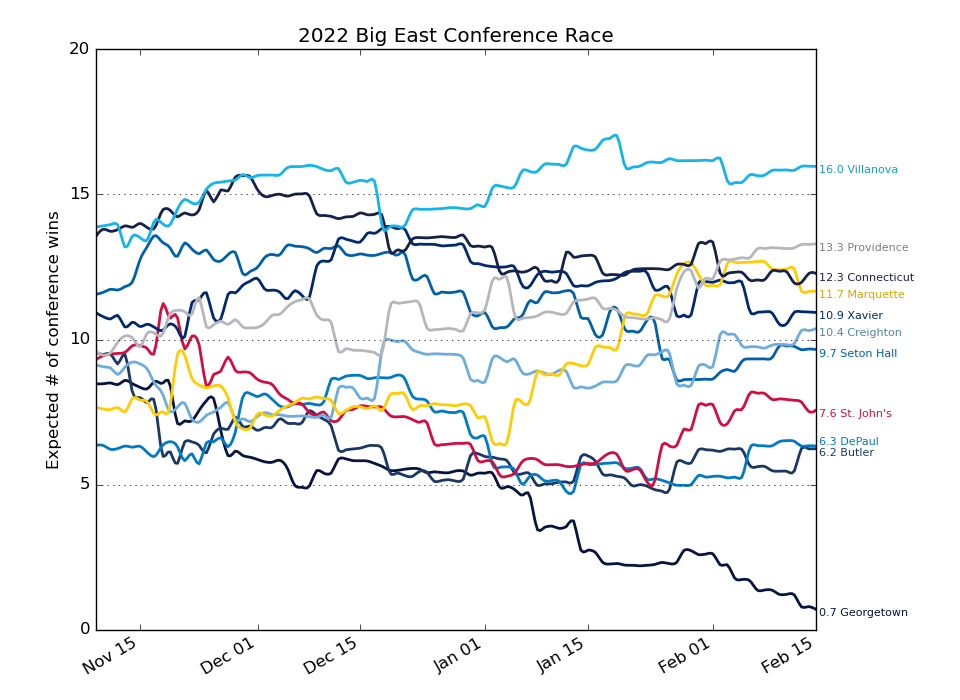 2022 Big East Conference Race
Expected # of conference wins
20
15
10
5
0
Nov 15
Dec 01
Dec 15
Jan 01
Jan 15
Feb 01
Feb 15
16.0 Villanova
13.3 Providence
12.3 Connecticut
11.7 Marquette
10.9 Xavier
10.4 Creighton
9.7 Seton Hall
7.6 St. John's
6.3 DePaul
6.2 Butler
0.7 Georgetown